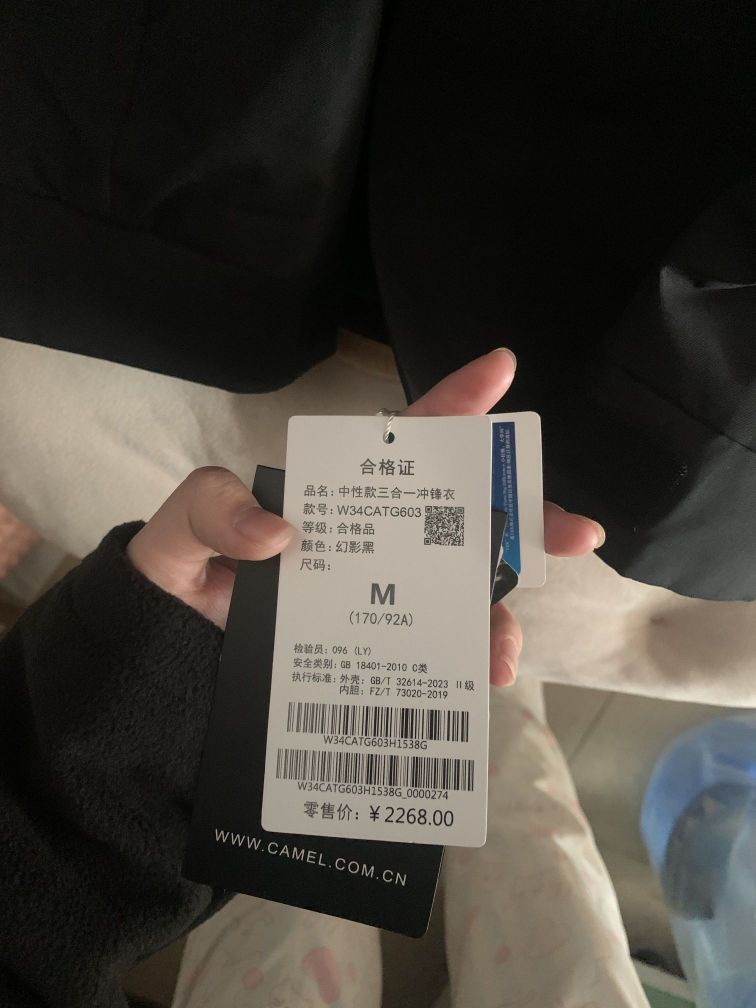 合格证
品名：中性款三合一冲锋衣
款号：W34CATG603
等级：合格品
颜色：幻影黑
尺码：
M
(170/92A)
检验员：096 (LY)
安全类别：GB 18401-2010 C类
执行标准：外壳：GB/T 32614-2023 Ⅱ级
内胆：FZ/T 73020-2019
W34CATG603H1538G
W34CATG603H1538G_0000274
零售价：￥2268.00
WWW.CAMEL.COM.CN